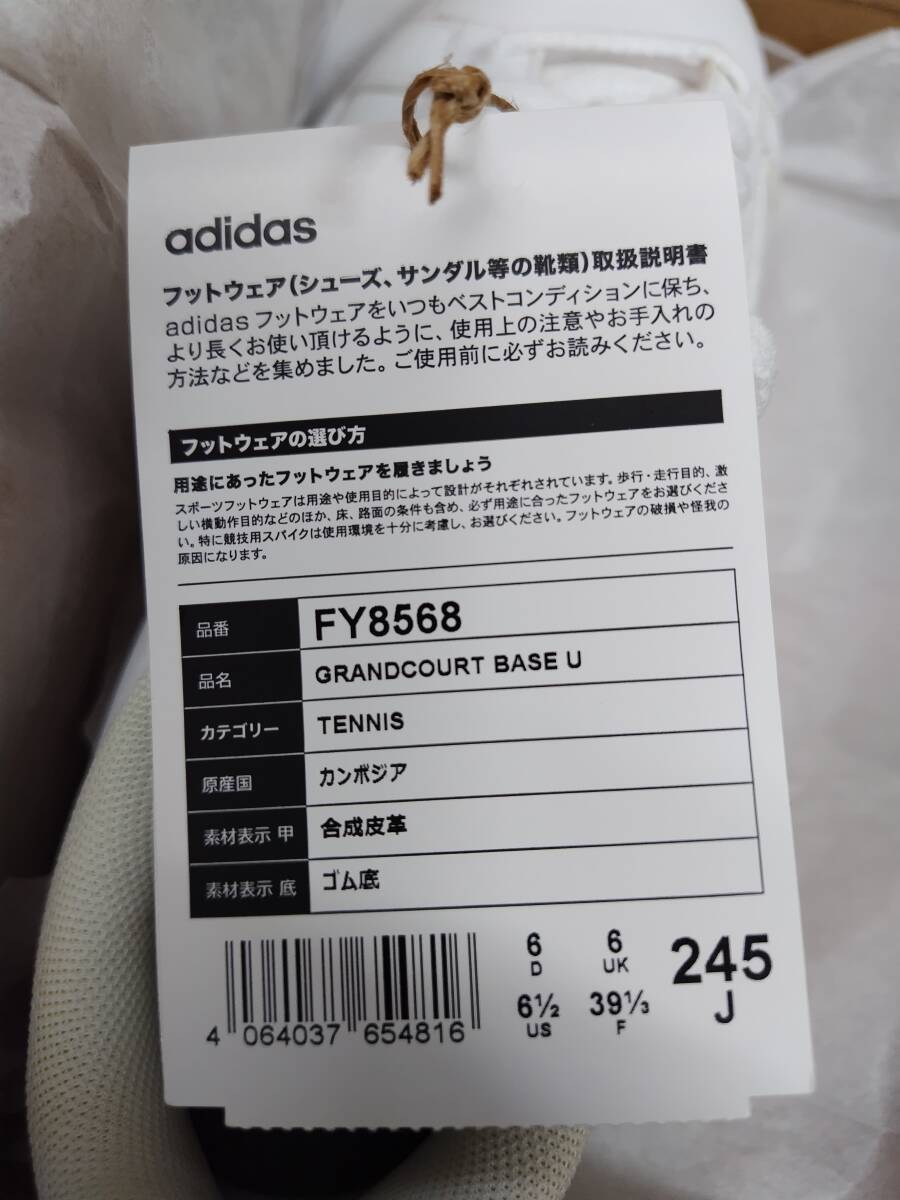 adidas
フットウェア(シューズ、サンダル等の靴類)取扱説明書
adidas フットウェアをいつもベストコンディションに保ち、
より長くお使い頂けるように、使用上の注意やお手入れの
方法などを集めました。ご使用前に必ずお読みください。
フットウェアの選び方
用途にあったフットウェアを履きましょう
スポーツフットウェアは用途や使用目的によって設計がそれぞれされています。歩行・走行目的、激
しい横動作目的などのほか、床、路面の条件も含め、必ず用途に合ったフットウェアをお選びくださ
い。特に競技用スパイクは使用環境を十分に考慮し、お選びください。フットウェアの破損や怪我の
原因になります。
品番 FY8568
品名 GRANDCOURT BASE U
カテゴリー TENNIS
原産国 カンボジア
素材表示 甲 合成皮革
素材表示 底 ゴム底
6 6 245
D UK J
6½ 39⅓
US F
4 064037 654816